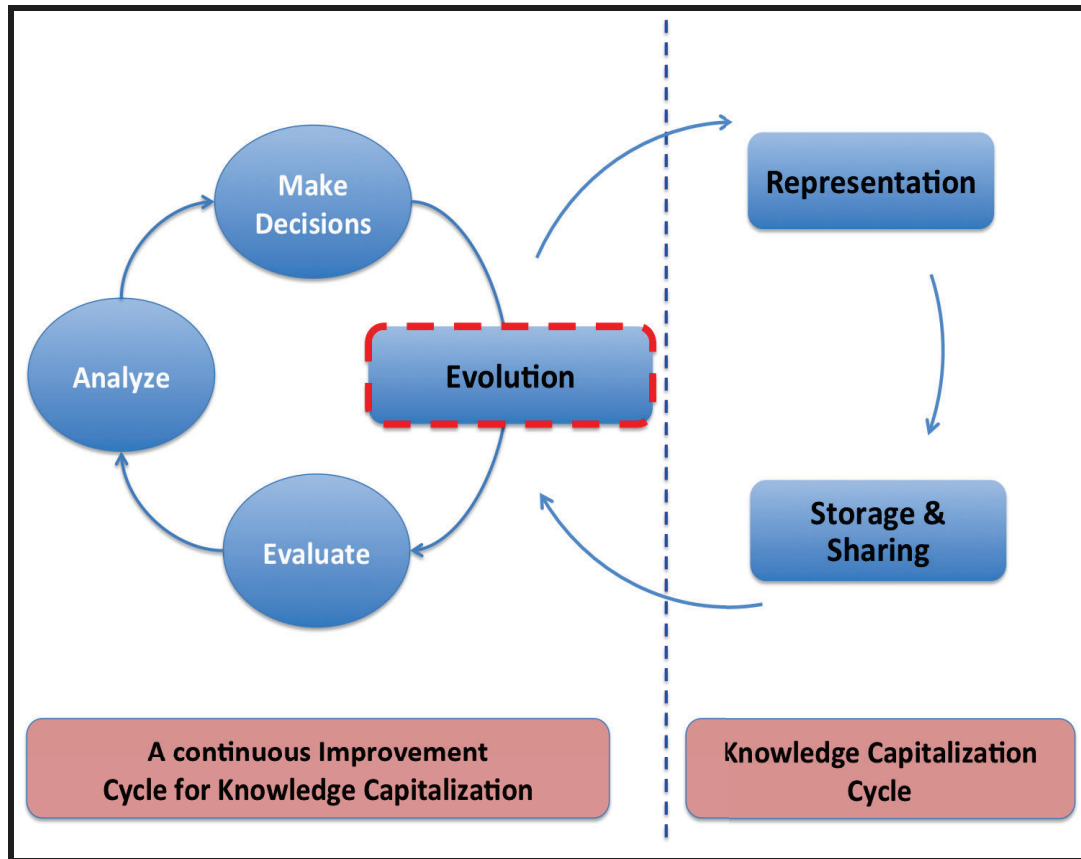 Make
Decisions
Representation
Analyze
Evolution
Evaluate
Storage &
Sharing
A continuous Improvement
Cycle for Knowledge Capitalization
Knowledge Capitalization
Cycle